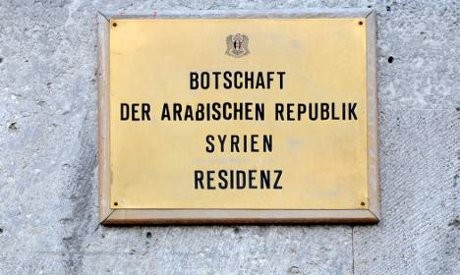 BOTSCHAFT
DER ARABISCHEN REPUBLIK
SYRIEN
RESIDENZ